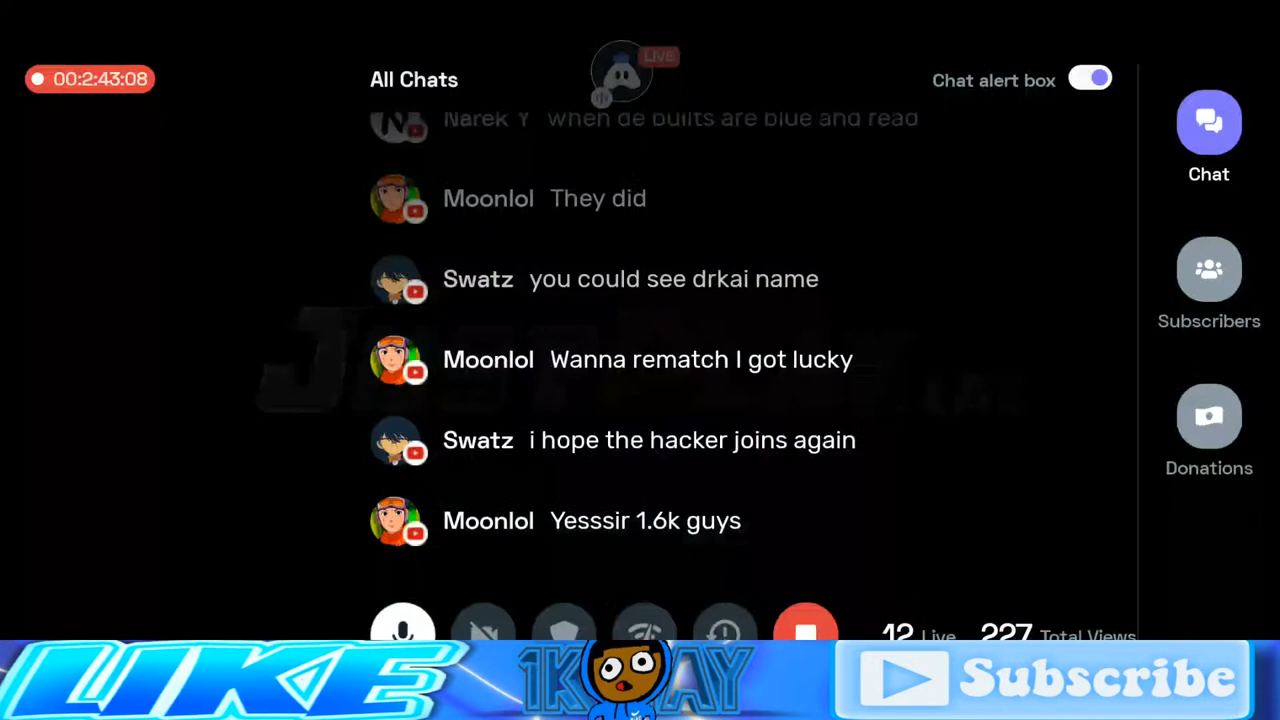 00:2:43:08
All Chats
LIVE
Chat alert box
Narek Y when de bullts are blue and read
Moonlol They did
Chat
Swatz you could see drkai name
Subscribers
Moonlol Wanna rematch I got lucky
Swatz i hope the hacker joins again
Donations
Moonlol Yesssir 1.6k guys
12 Live 227 Total Views
LIKE
Subscribe